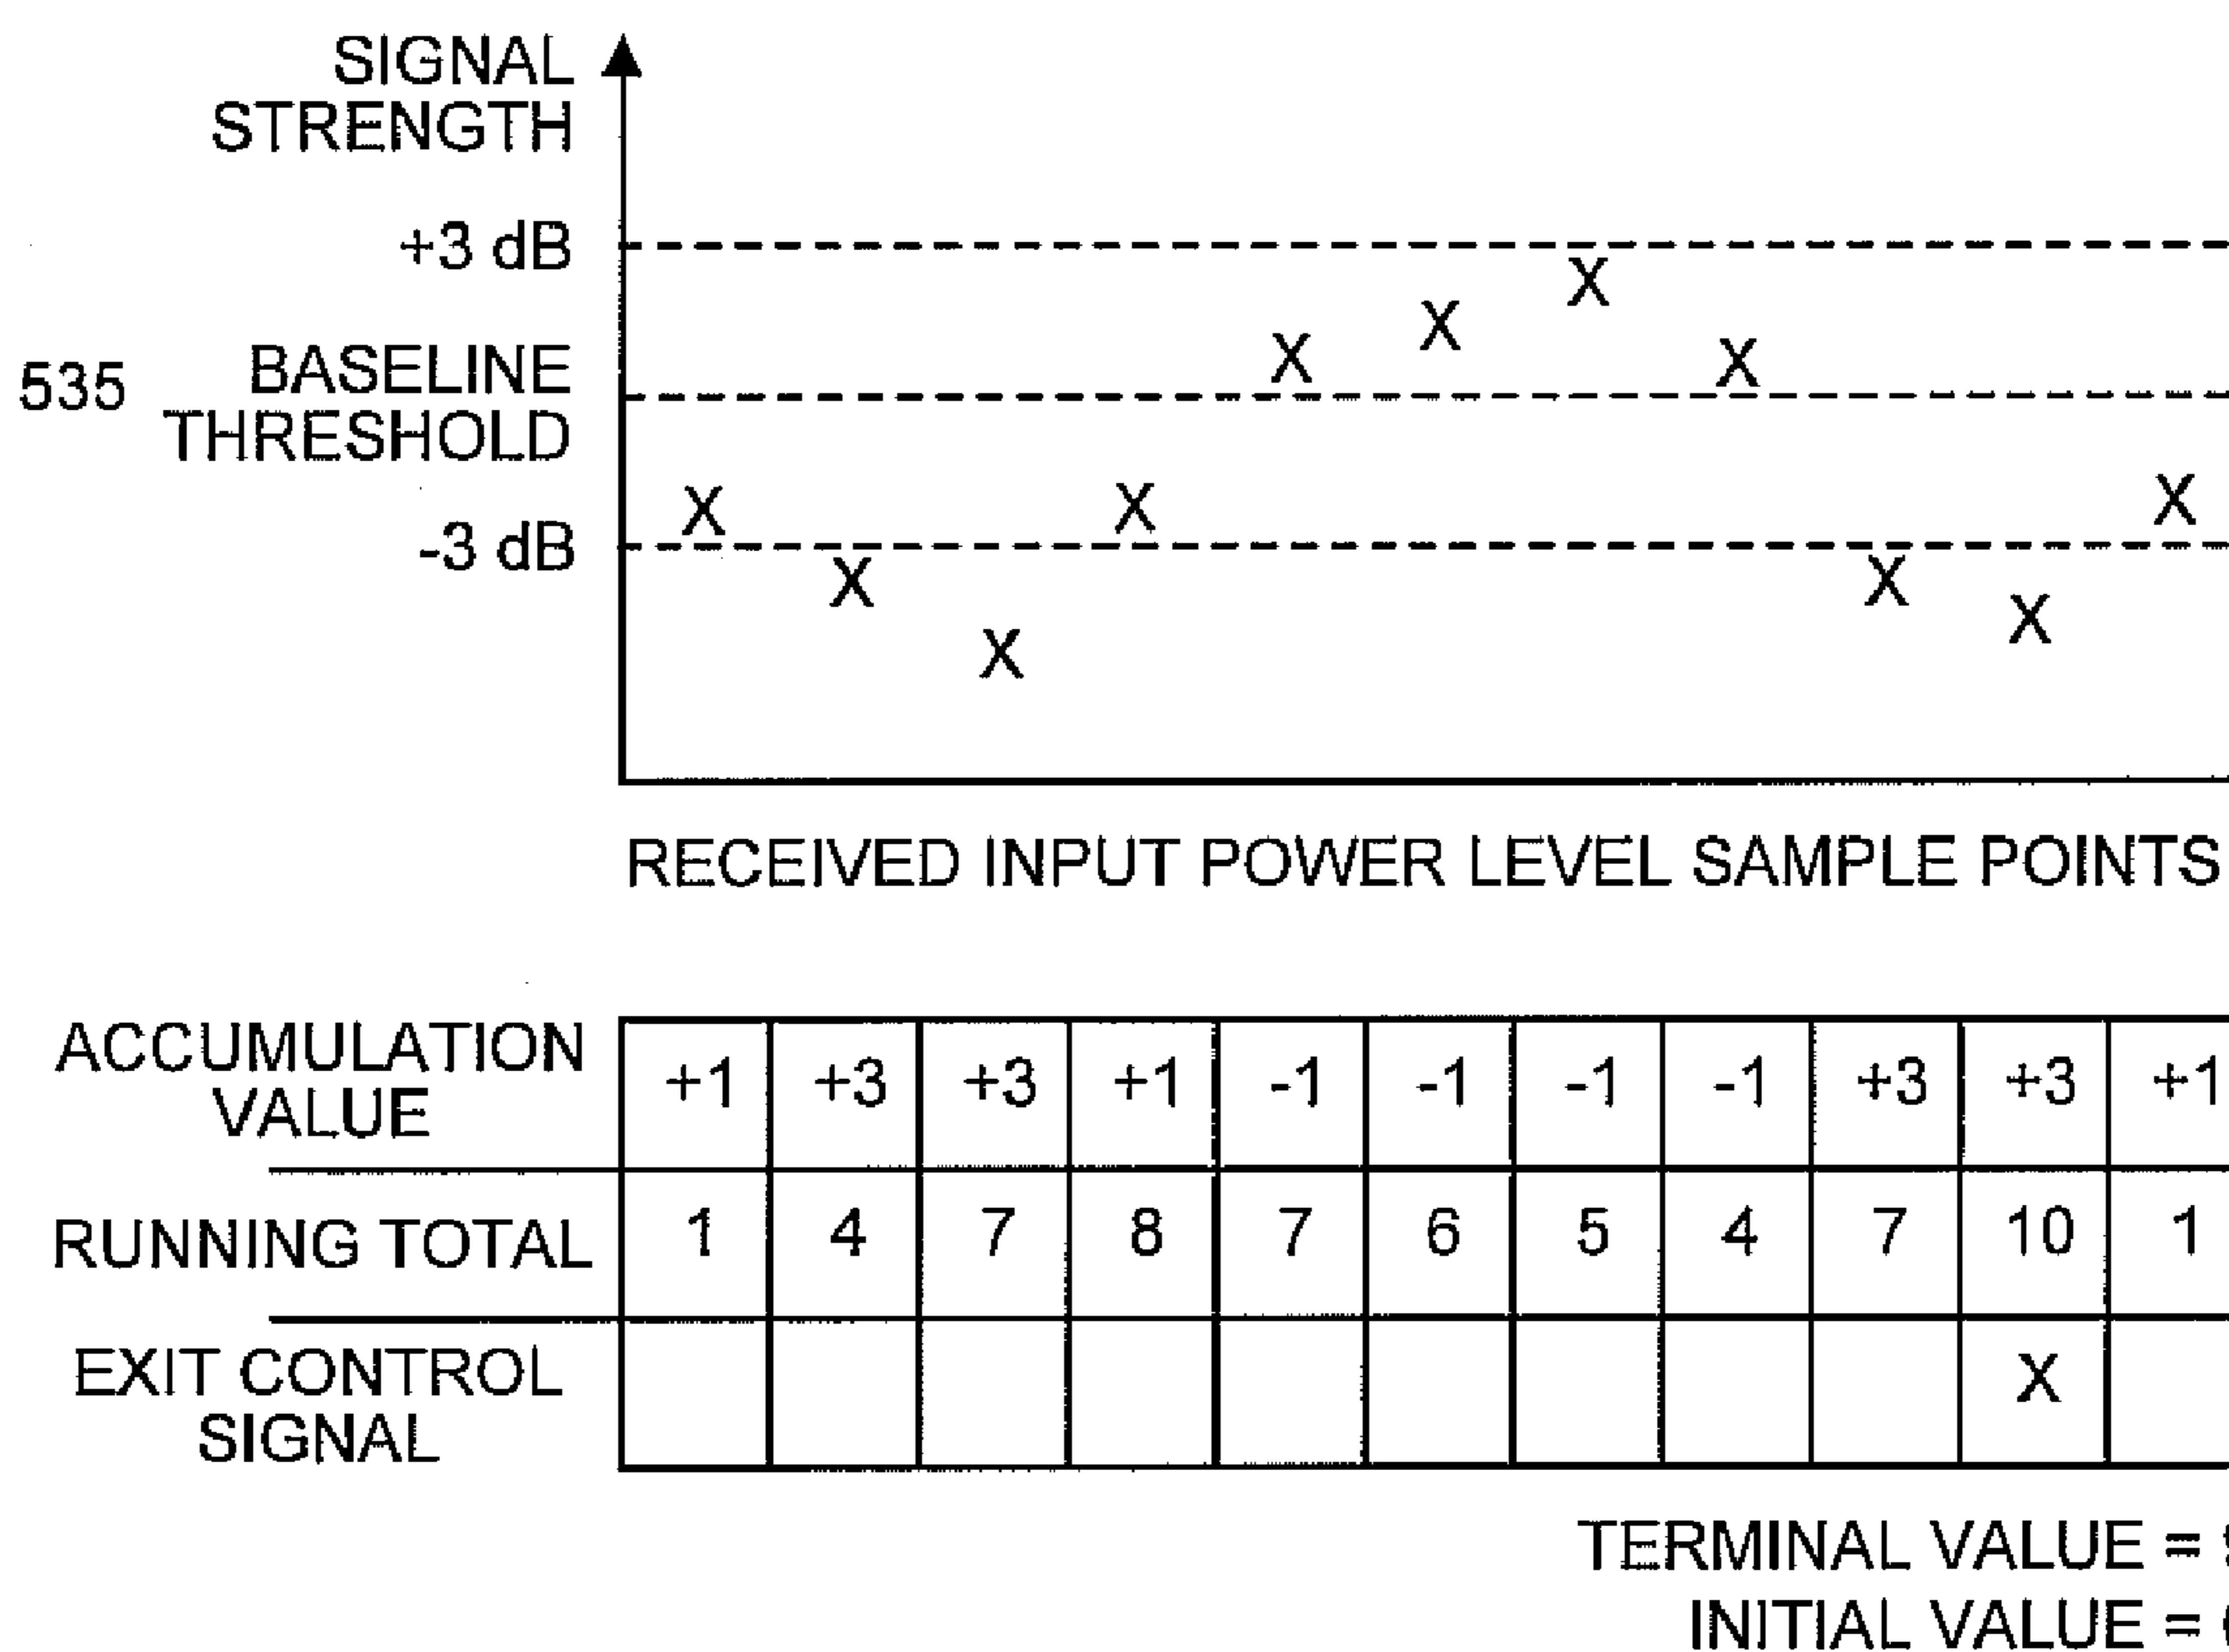 SIGNAL
STRENGTH
+3 dB
535
BASELINE
THRESHOLD
-3 dB
X X X X X X X X X X X
RECEIVED INPUT POWER LEVEL SAMPLE POINTS
ACCUMULATION
VALUE
+1 +3 +3 +1 -1 -1 -1 -1 +3 +3 +1
RUNNING TOTAL 1 4 7 8 7 6 5 4 7 10 1
EXIT CONTROL
SIGNAL
X
TERMINAL VALUE =
INITIAL VALUE =